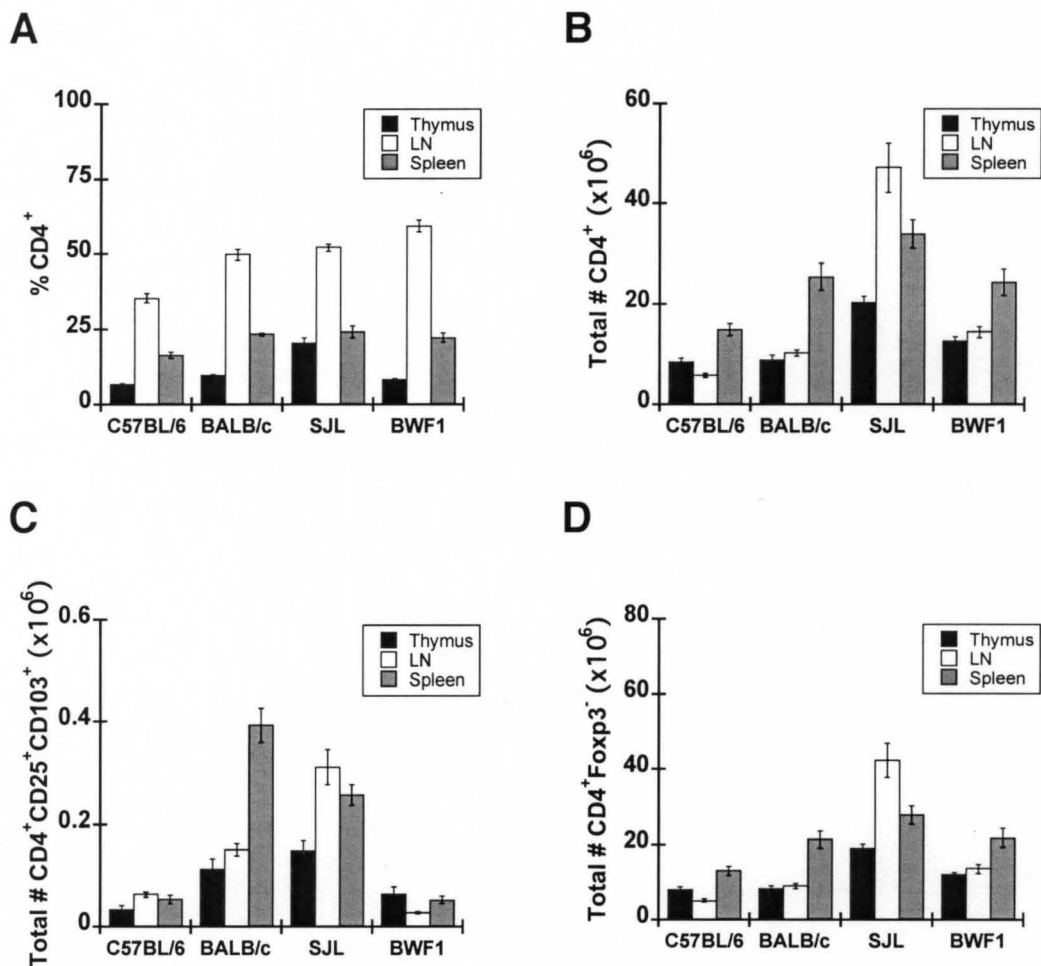 A
% CD4⁺
100
75
50
25
0
Thymus
LN
Spleen
C57BL/6 BALB/c SJL BWF1
B
Total # CD4⁺ (x10⁶)
60
40
20
0
Thymus
LN
Spleen
C57BL/6 BALB/c SJL BWF1
C
Total # CD4⁺CD25⁺CD103⁺ (x10⁶)
0.6
0.4
0.2
0
Thymus
LN
Spleen
C57BL/6 BALB/c SJL BWF1
D
Total # CD4⁺Foxp3⁻ (x10⁶)
80
60
40
20
0
Thymus
LN
Spleen
C57BL/6 BALB/c SJL BWF1